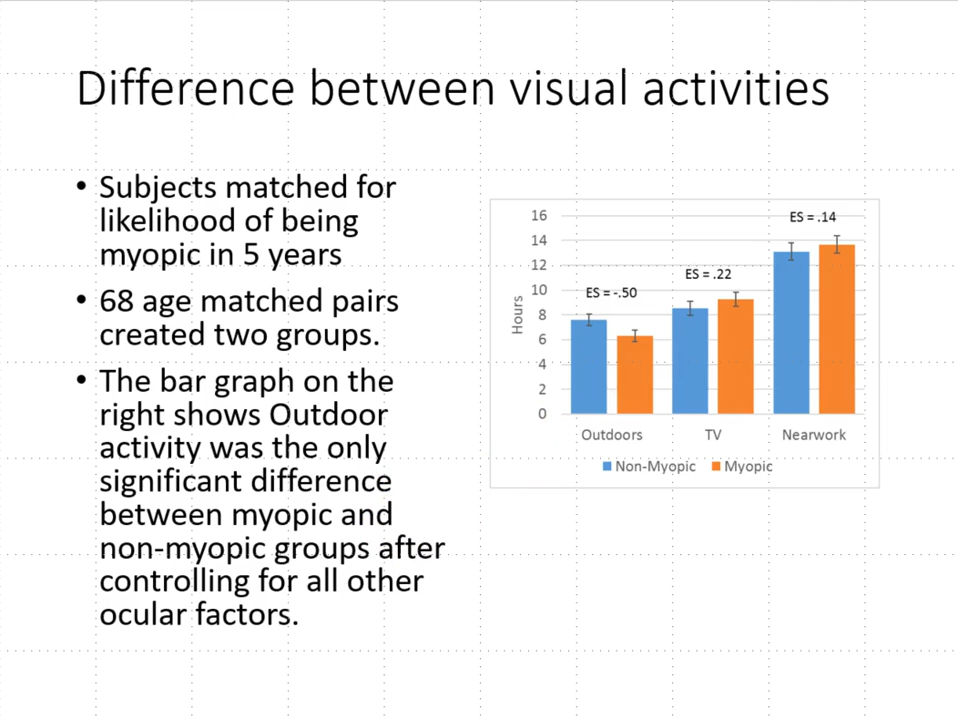 Difference between visual activities
• Subjects matched for
likelihood of being
myopic in 5 years
• 68 age matched pairs
created two groups.
• The bar graph on the
right shows Outdoor
activity was the only
significant difference
between myopic and
non-myopic groups after
controlling for all other
ocular factors.
16
14
12
10
8
6
4
2
0
Hours
ES = -.50
ES = .22
ES = .14
Outdoors TV Nearwork
Non-Myopic Myopic